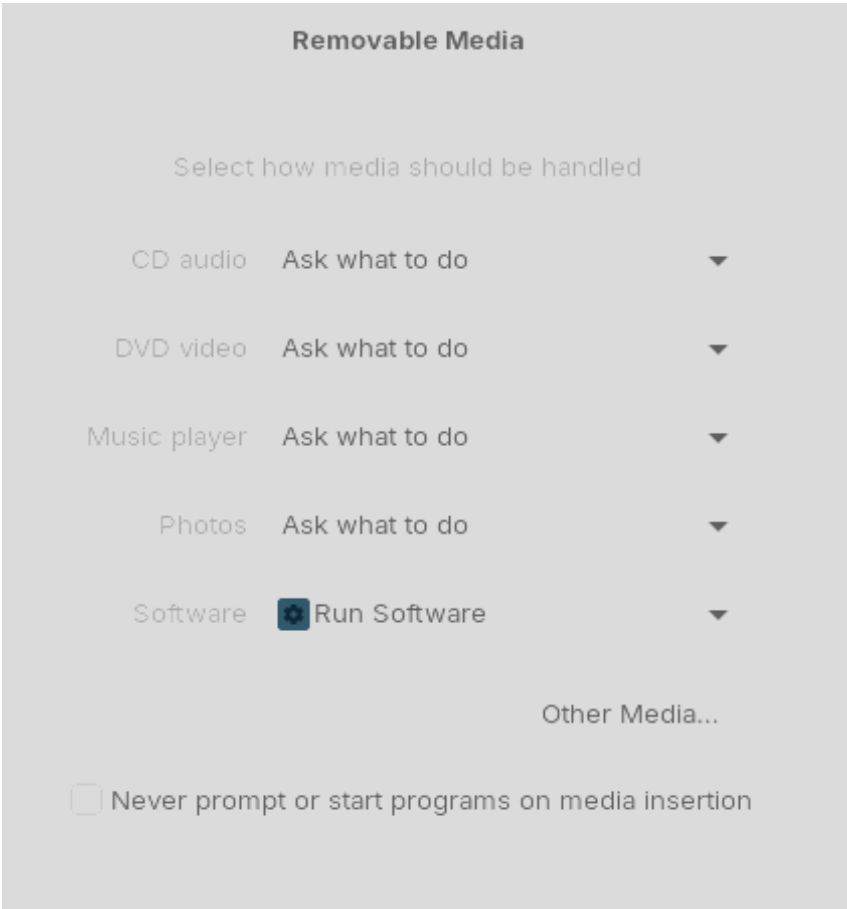 Removable Media
Select how media should be handled
CD audio Ask what to do
DVD video Ask what to do
Music player Ask what to do
Photos Ask what to do
Software Run Software
Other Media...
Never prompt or start programs on media insertion